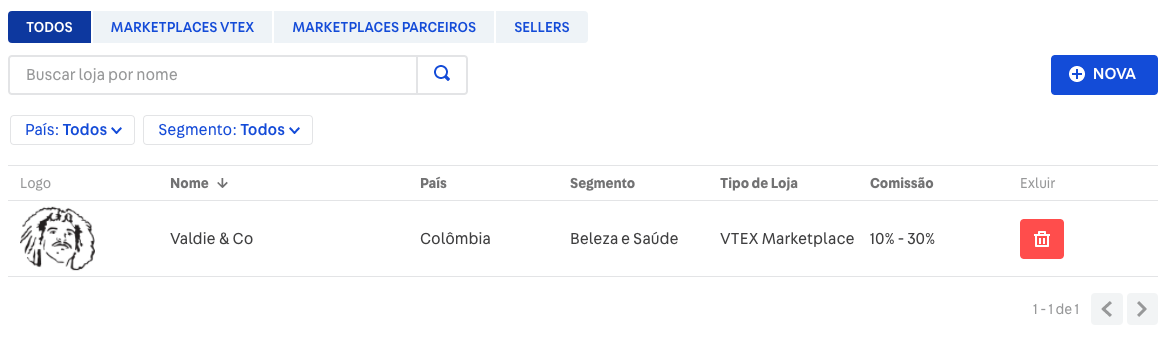 TODOS MARKETPLACES VTEX MARKETPLACES PARCEIROS SELLERS
Buscar loja por nome
NOVA
País: Todos Segmento: Todos
Logo Nome País Segmento Tipo de Loja Comissão Exluir
Valdie & Co Colômbia Beleza e Saúde VTEX Marketplace 10% - 30%
1 - 1 de 1